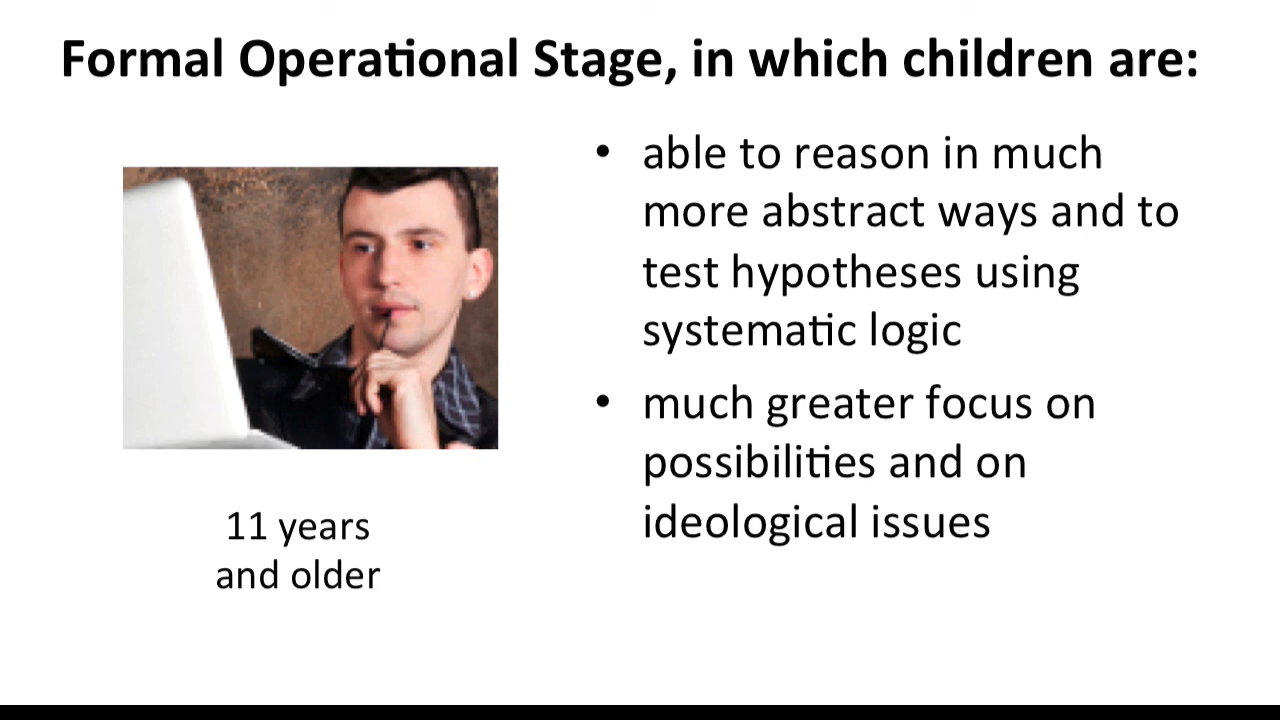 Formal Operational Stage, in which children are:
• able to reason in much
more abstract ways and to
test hypotheses using
systematic logic
• much greater focus on
possibilities and on
ideological issues
11 years
and older